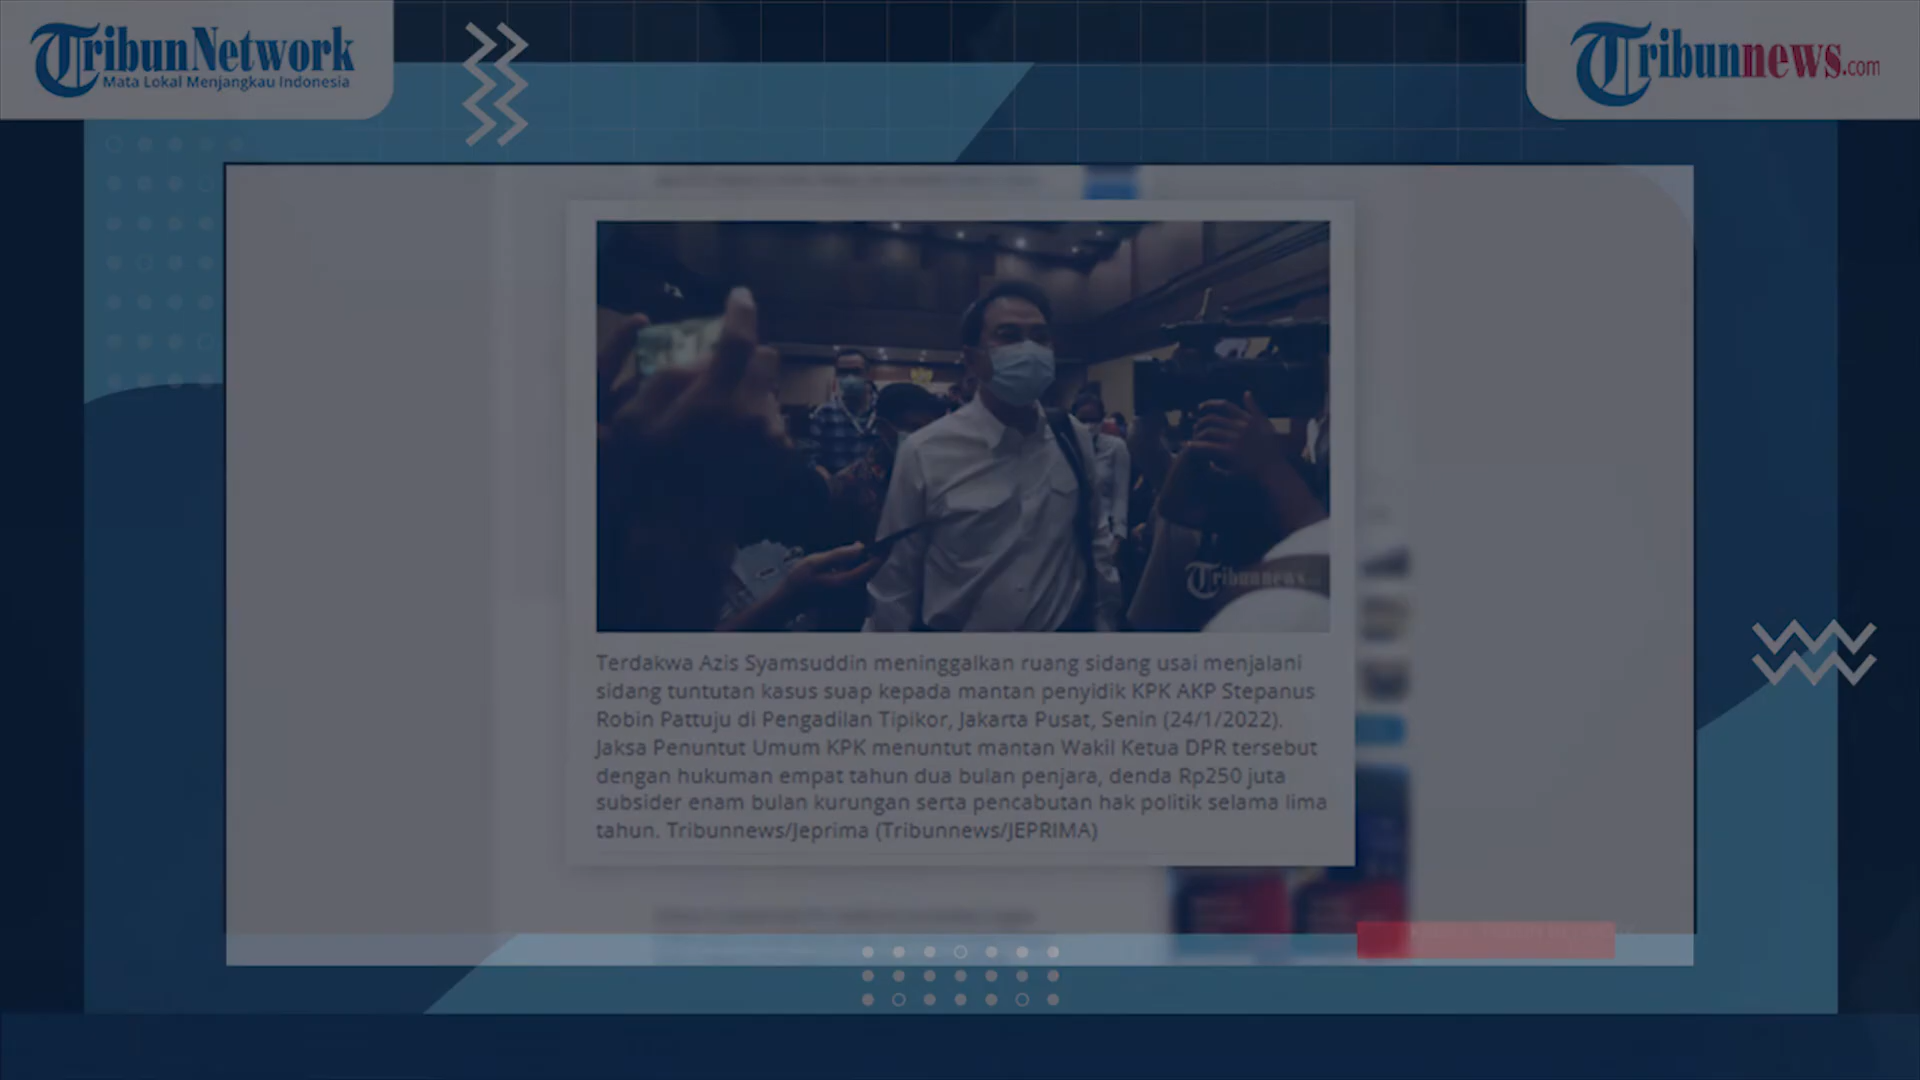 TribunNetwork
Mata Lokal Menjangkau Indonesia
Tribunnews.com
Tribunnews
Terdakwa Azis Syamsuddin meninggalkan ruang sidang usai menjalani
sidang tuntutan kasus suap kepada mantan penyidik KPK AKP Stepanus
Robin Pattuju di Pengadilan Tipikor, Jakarta Pusat, Senin (24/1/2022).
Jaksa Penuntut Umum KPK menuntut mantan Wakil Ketua DPR tersebut
dengan hukuman empat tahun dua bulan penjara, denda Rp250 juta
subsider enam bulan kurungan serta pencabutan hak politik selama lima
tahun. Tribunnews/Jeprima (Tribunnews/JEPRIMA)